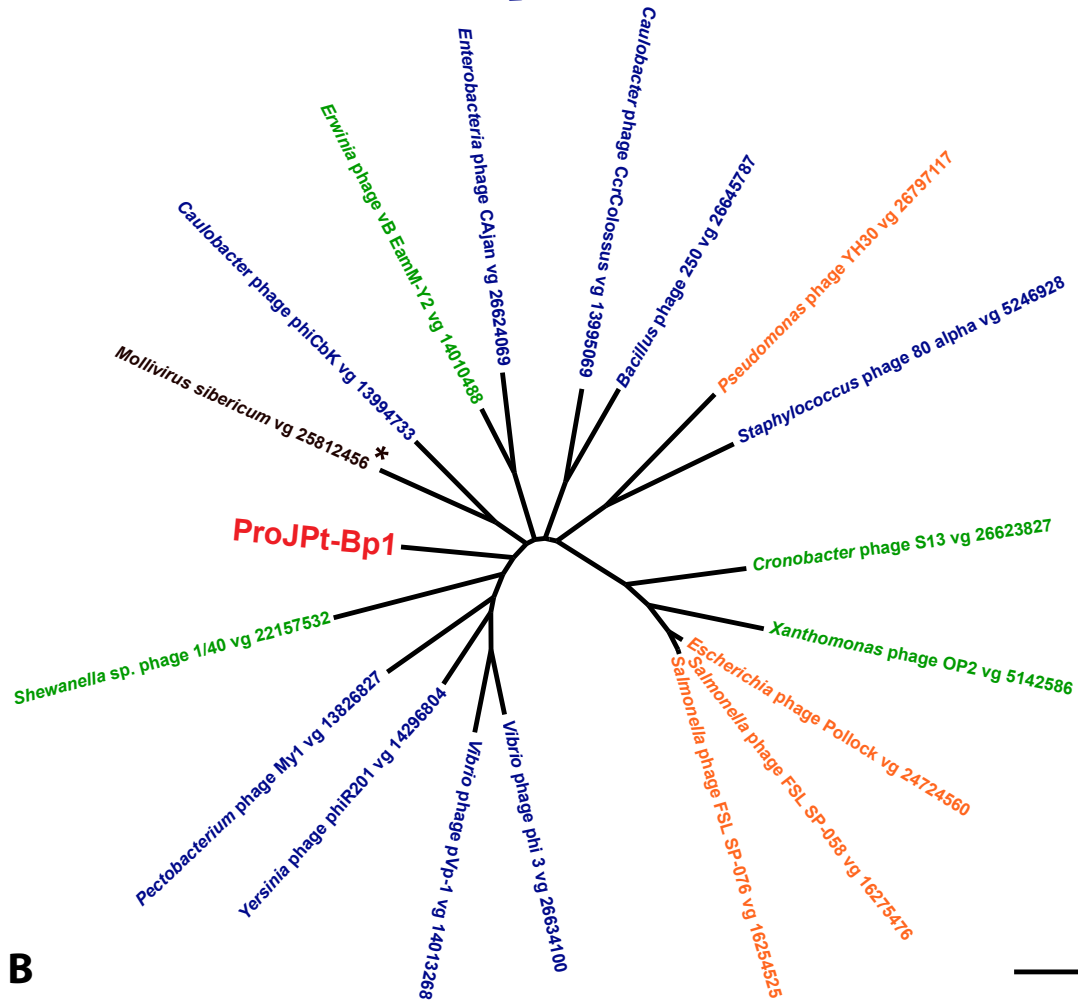 Caulobacter phage CcrColossus vg 13995069
Enterobacteria phage CAjan vg 26624069
Erwinia phage vB EamM-Y2 vg 14010488
Bacillus phage 250 vg 26645787
Pseudomonas phage YH30 vg 26797117
Caulobacter phage phiCbK vg 13994733
Staphylococcus phage 80 alpha vg 5246928
Mollivirus sibericum vg 25812456
*
ProJPt-Bp1
Cronobacter phage S13 vg 26623827
Shewanella sp. phage 1/40 vg 22157532
Xanthomonas phage OP2 vg 5142586
Escherichia phage Pollock vg 24724560
Salmonella phage FSL SP-058 vg 16275476
Salmonella phage FSL SP-076 vg 16254525
Pectobacterium phage My1 vg 13826827
Yersinia phage phiR201 vg 14296804
Vibrio phage pVp-1 vg 14013268
Vibrio phage phi 3 vg 26634100
B